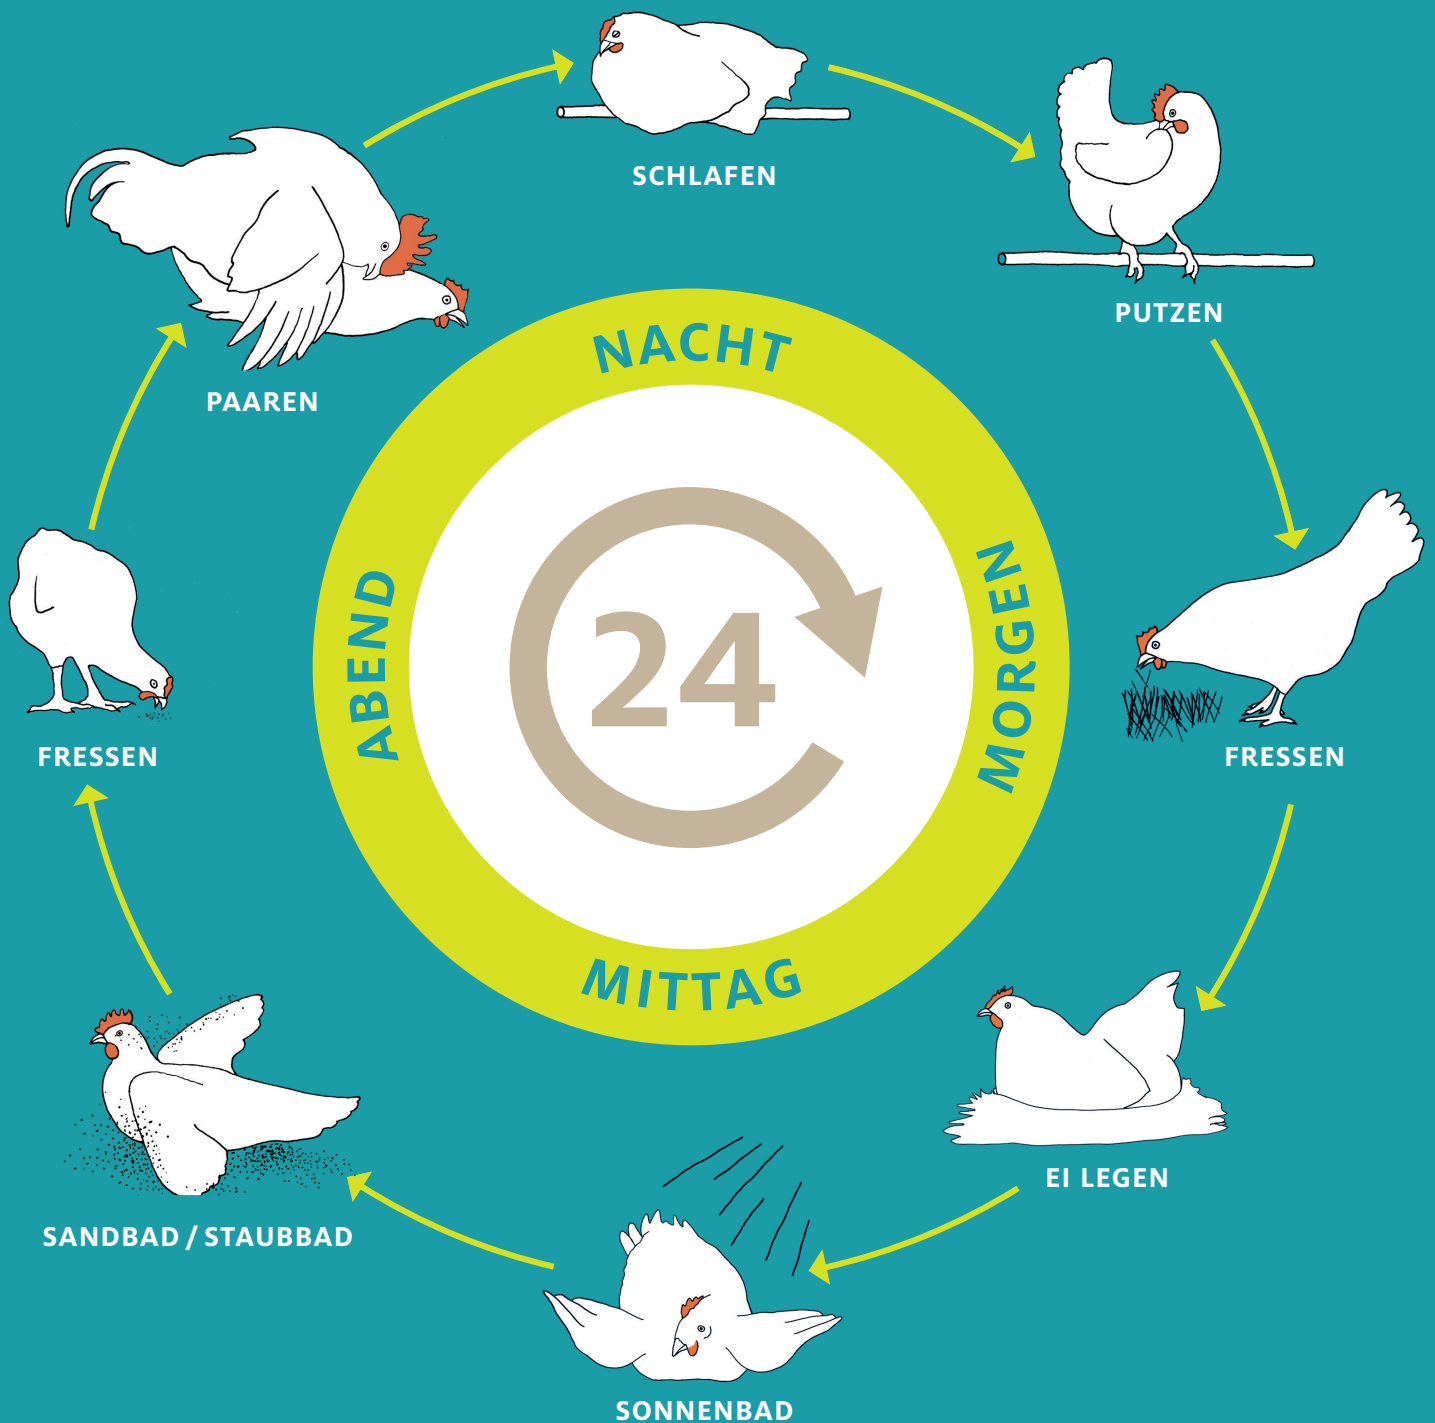 SCHLAFEN
PUTZEN
PAAREN
NACHT
MORGEN
24
ABEND
FRESSEN
FRESSEN
MITTAG
EI LEGEN
SANDBAD / STAUBBAD
SONNENBAD